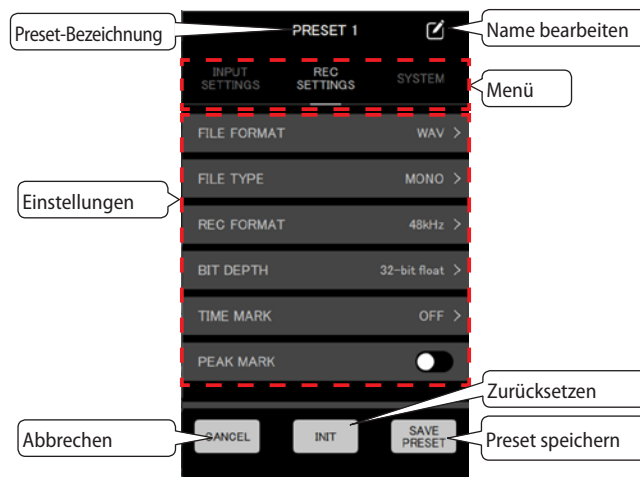 Preset-Bezeichnung
PRESET 1
Name bearbeiten
INPUT SETTINGS
REC SETTINGS
SYSTEM
Menü
Einstellungen
FILE FORMAT WAV >
FILE TYPE MONO >
REC FORMAT 48kHz >
BIT DEPTH 32-bit float >
TIME MARK OFF >
PEAK MARK
Zurücksetzen
Abbrechen
CANCEL
INIT
SAVE PRESET
Preset speichern